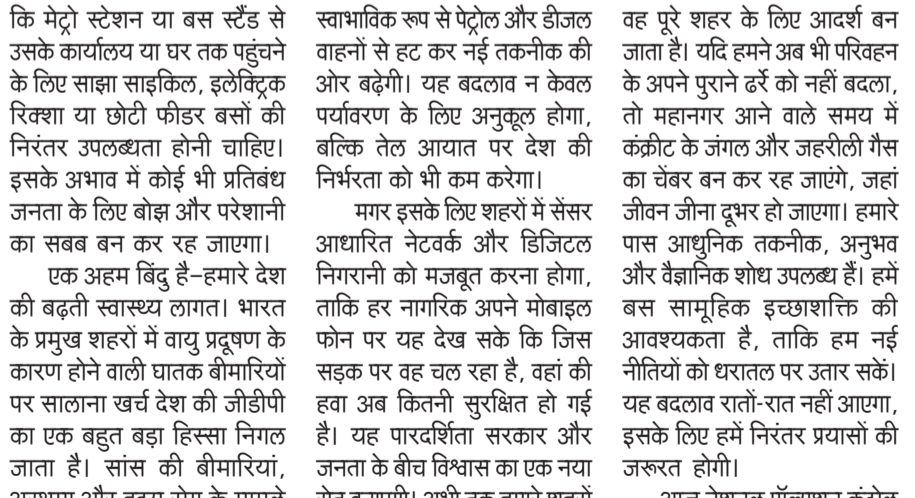 कि मेट्रो स्टेशन या बस स्टैंड से
उसके कार्यालय या घर तक पहुंचने
के लिए साझा साइकिल, इलेक्ट्रिक
रिक्शा या छोटी फीडर बसों की
निरंतर उपलब्धता होनी चाहिए।
इसके अभाव में कोई भी प्रतिबंध
जनता के लिए बोझ और परेशानी
का सबब बन कर रह जाएगा।
एक अहम बिंदु है–हमारे देश
की बढ़ती स्वास्थ्य लागत। भारत
के प्रमुख शहरों में वायु प्रदूषण के
कारण होने वाली घातक बीमारियों
पर सालाना खर्च देश की जीडीपी
का एक बहुत बड़ा हिस्सा निगल
जाता है। सांस की बीमारियां,
स्वाभाविक रूप से पेट्रोल और डीजल
वाहनों से हट कर नई तकनीक की
ओर बढ़ेगी। यह बदलाव न केवल
पर्यावरण के लिए अनुकूल होगा,
बल्कि तेल आयात पर देश की
निर्भरता को भी कम करेगा।
मगर इसके लिए शहरों में सेंसर
आधारित नेटवर्क और डिजिटल
निगरानी को मजबूत करना होगा,
ताकि हर नागरिक अपने मोबाइल
फोन पर यह देख सके कि जिस
सड़क पर वह चल रहा है, वहां की
हवा अब कितनी सुरक्षित हो गई
है। यह पारदर्शिता सरकार और
जनता के बीच विश्वास का एक नया
वह पूरे शहर के लिए आदर्श बन
जाता है। यदि हमने अब भी परिवहन
के अपने पुराने ढर्रे को नहीं बदला,
तो महानगर आने वाले समय में
कंक्रीट के जंगल और जहरीली गैस
का चेंबर बन कर रह जाएंगे, जहां
जीवन जीना दूभर हो जाएगा। हमारे
पास आधुनिक तकनीक, अनुभव
और वैज्ञानिक शोध उपलब्ध हैं। हमें
बस सामूहिक इच्छाशक्ति की
आवश्यकता है, ताकि हम नई
नीतियों को धरातल पर उतार सकें।
यह बदलाव रातों-रात नहीं आएगा,
इसके लिए हमें निरंतर प्रयासों की
जरूरत होगी।